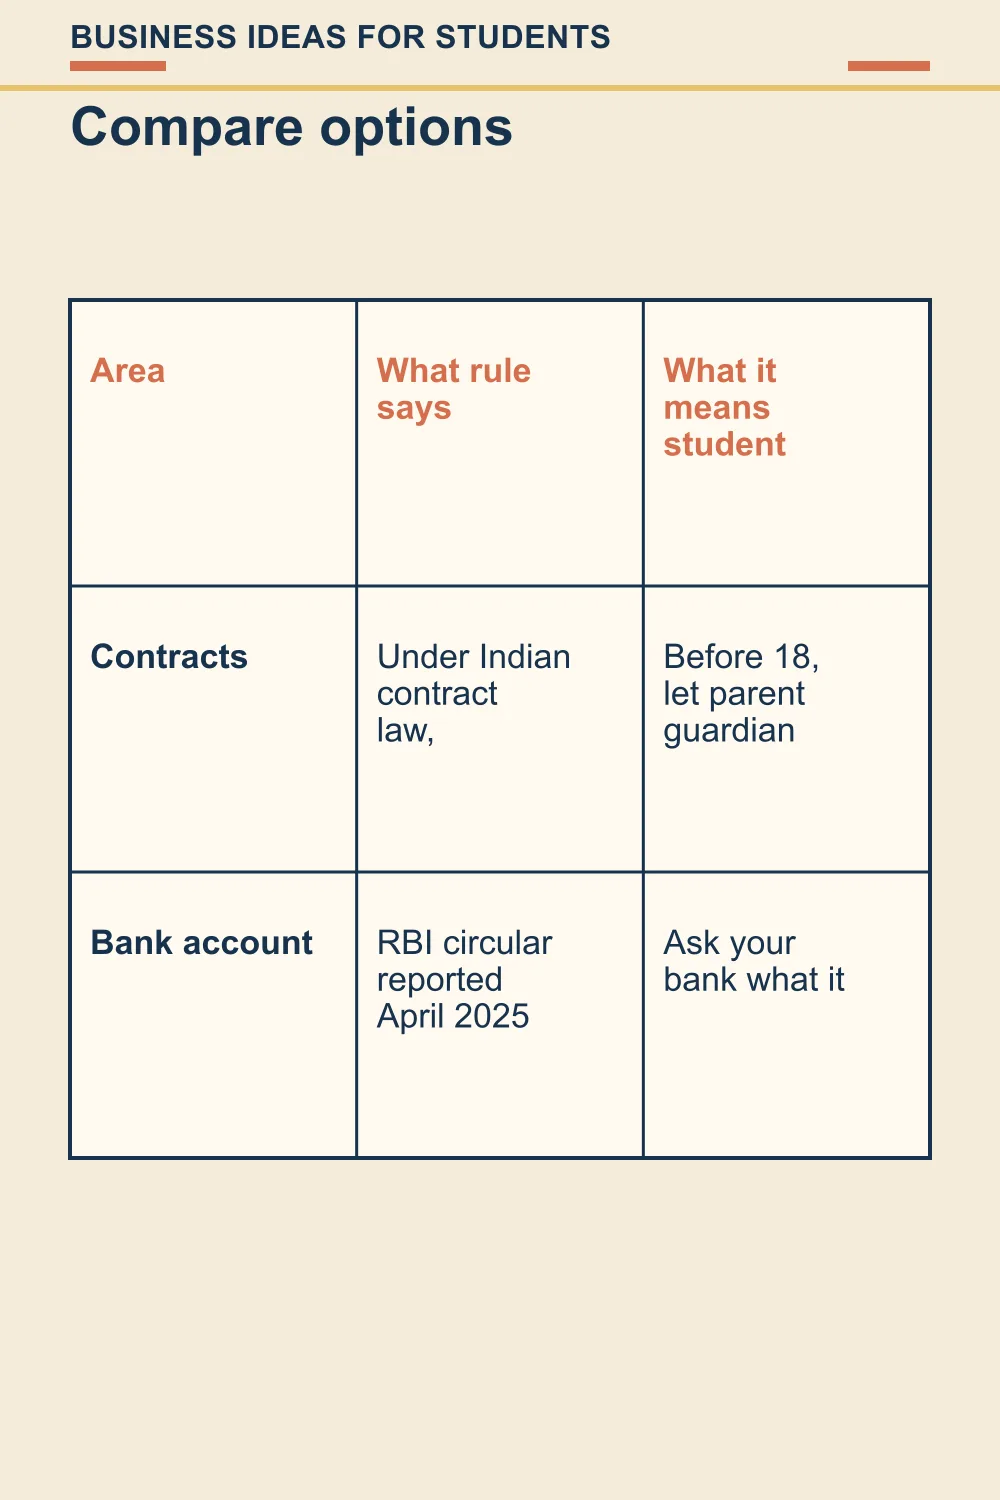 BUSINESS IDEAS FOR STUDENTS
Compare options
Area
What rule
says
What it
means
student
Contracts
Under Indian
contract
law,
Before 18,
let parent
guardian
Bank account
RBI circular
reported
April 2025
Ask your
bank what it